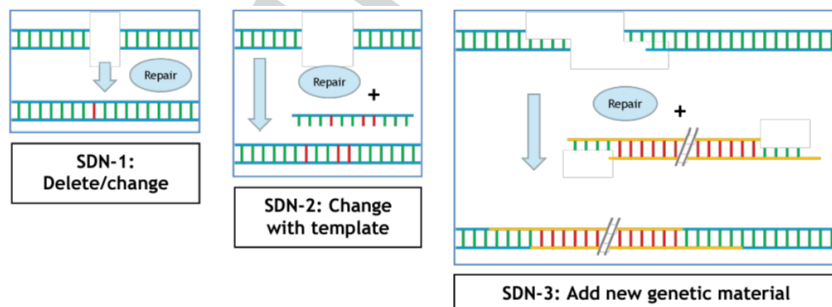 Repair
SDN-1:
Delete/change
Repair
+
SDN-2: Change
with template
Repair
+
SDN-3: Add new genetic material